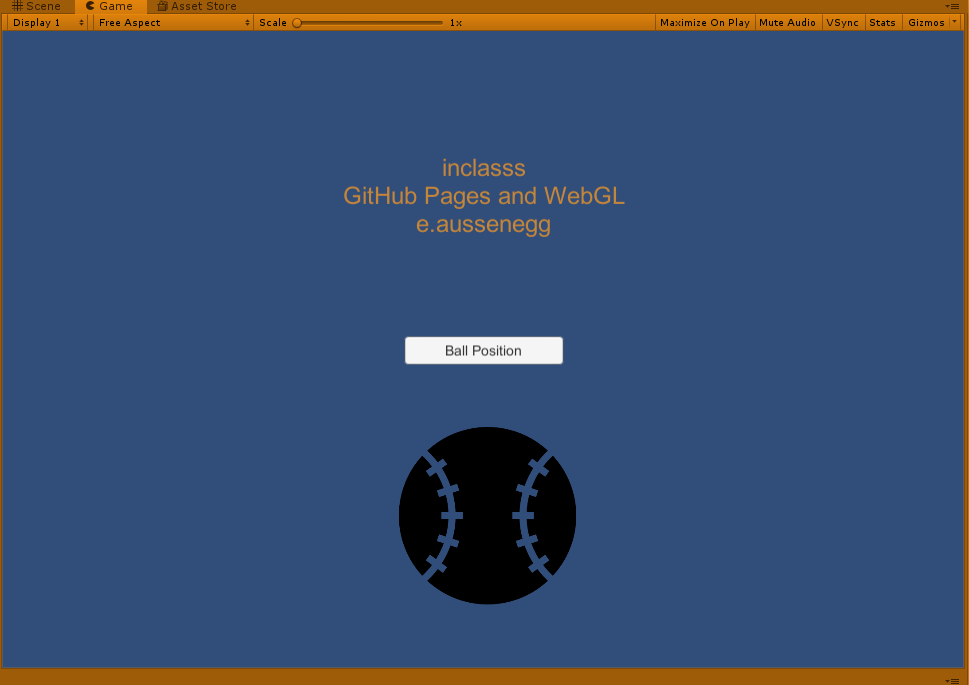 Scene Game Asset Store
Display 1 Free Aspect Scale 1x Maximize On Play Mute Audio VSync Stats Gizmos
inclasss
GitHub Pages and WebGL
e.aussenegg
Ball Position